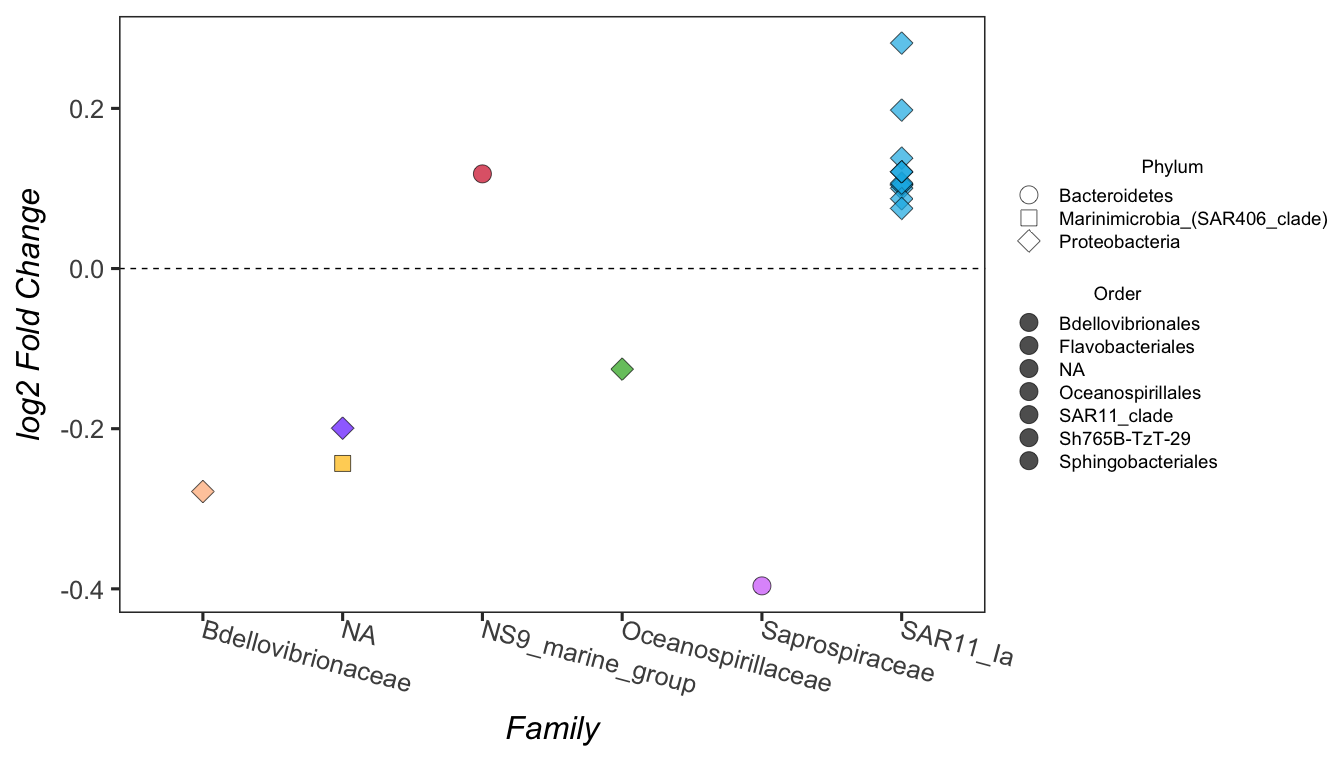 log2 Fold Change
0.2
0.0
-0.2
-0.4
Bdellovibrionaceae
NA
NS9_marine_group
Oceanospirillaceae
Saprospiraceae
SAR11_Ia
Family
Phylum
Bacteroidetes
Marinimicrobia_(SAR406_clade)
Proteobacteria
Order
Bdellovibrionales
Flavobacteriales
NA
Oceanospirillales
SAR11_clade
Sh765B-TzT-29
Sphingobacteriales